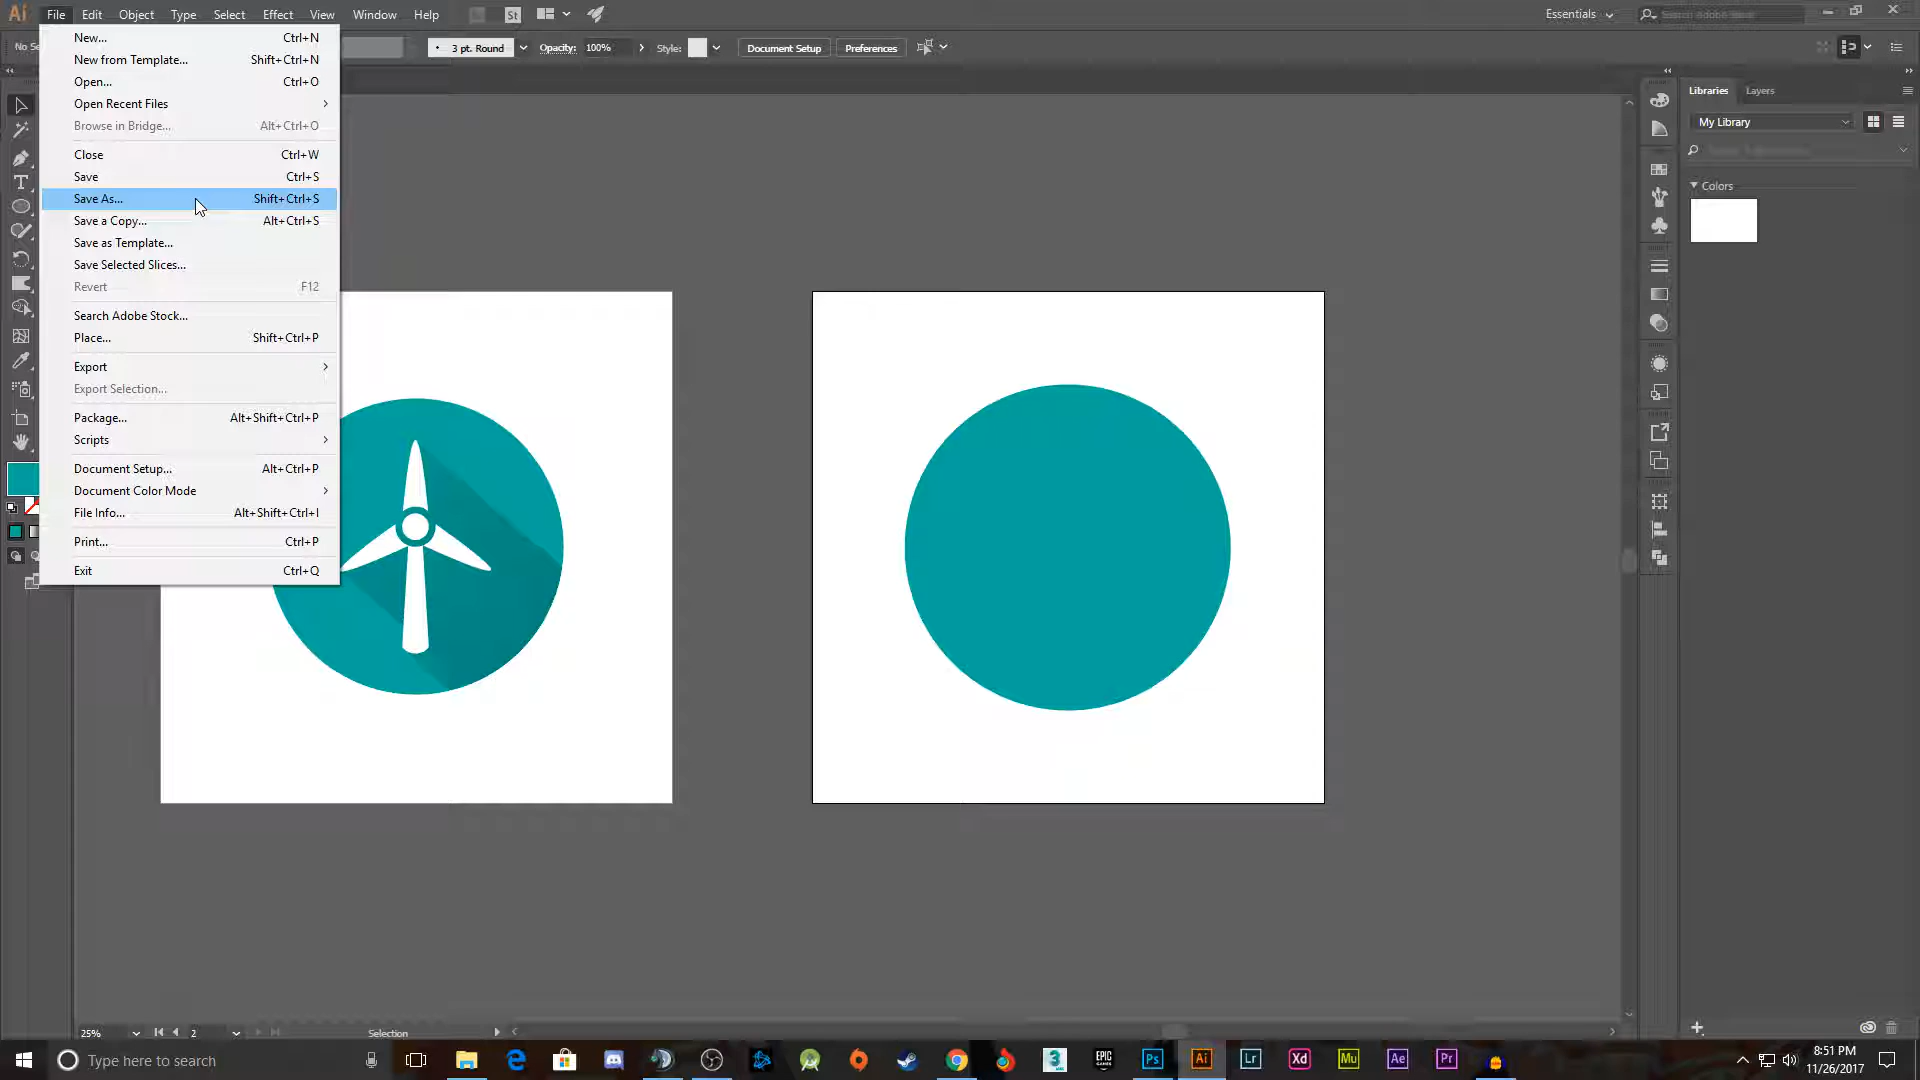 Ai File Edit Object Type Select Effect View Window Help St Essentials
No Se 3 pt. Round Opacity: 100% Style: Document Setup Preferences
New... Ctrl+N
New from Template... Shift+Ctrl+N
Open... Ctrl+O
Open Recent Files
Browse in Bridge... Alt+Ctrl+O
Close Ctrl+W
Save Ctrl+S
Save As... Shift+Ctrl+S
Save a Copy... Alt+Ctrl+S
Save as Template...
Save Selected Slices...
Revert F12
Search Adobe Stock...
Place... Shift+Ctrl+P
Export
Export Selection...
Package... Alt+Shift+Ctrl+P
Scripts
Document Setup... Alt+Ctrl+P
Document Color Mode
File Info... Alt+Shift+Ctrl+I
Print... Ctrl+P
Exit Ctrl+Q
Libraries Layers
My Library
Colors
25% 2 Selection
Type here to search
3 EPIC GAMES Ps Ai Lr Xd Mu Ae Pr
8:51 PM
11/26/2017